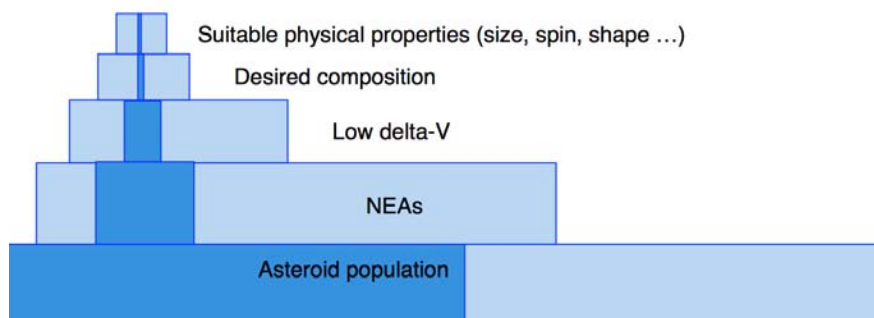 Suitable physical properties (size, spin, shape ...)
Desired composition
Low delta-V
NEAs
Asteroid population